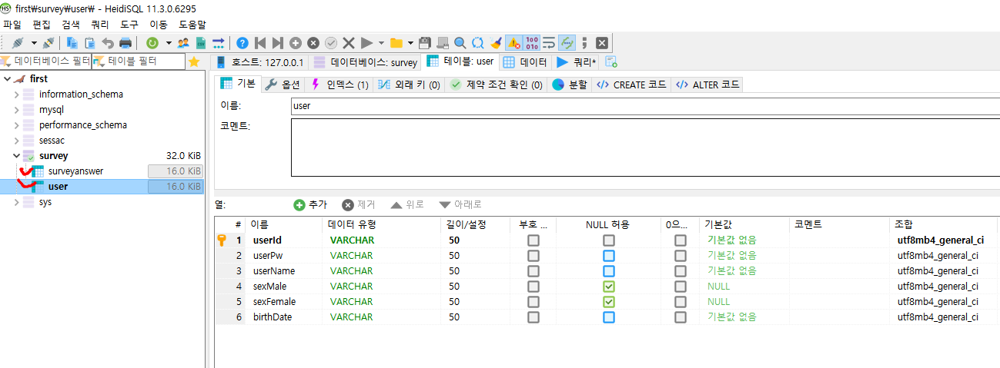 first₩survey₩user₩ - HeidiSQL 11.3.0.6295
파일 편집 검색 쿼리 도구 이동 도움말
데이터베이스 필터 테이블 필터
호스트: 127.0.0.1 데이터베이스: survey 테이블: user 데이터 쿼리*
first
information_schema
mysql
performance_schema
sessac
survey 32.0 KiB
surveyanswer 16.0 KiB
user 16.0 KiB
sys
기본 옵션 인덱스 (1) 외래 키 (0) 제약 조건 확인 (0) 분할 CREATE 코드 ALTER 코드
이름: user
코멘트:
열: 추가 제거 위로 아래로
# 이름 데이터 유형 길이/설정 부호 ... NULL 허용 0으... 기본값 코멘트 조합
1 userId VARCHAR 50 기본값 없음 utf8mb4_general_ci
2 userPw VARCHAR 50 기본값 없음 utf8mb4_general_ci
3 userName VARCHAR 50 기본값 없음 utf8mb4_general_ci
4 sexMale VARCHAR 50 NULL utf8mb4_general_ci
5 sexFemale VARCHAR 50 NULL utf8mb4_general_ci
6 birthDate VARCHAR 50 기본값 없음 utf8mb4_general_ci